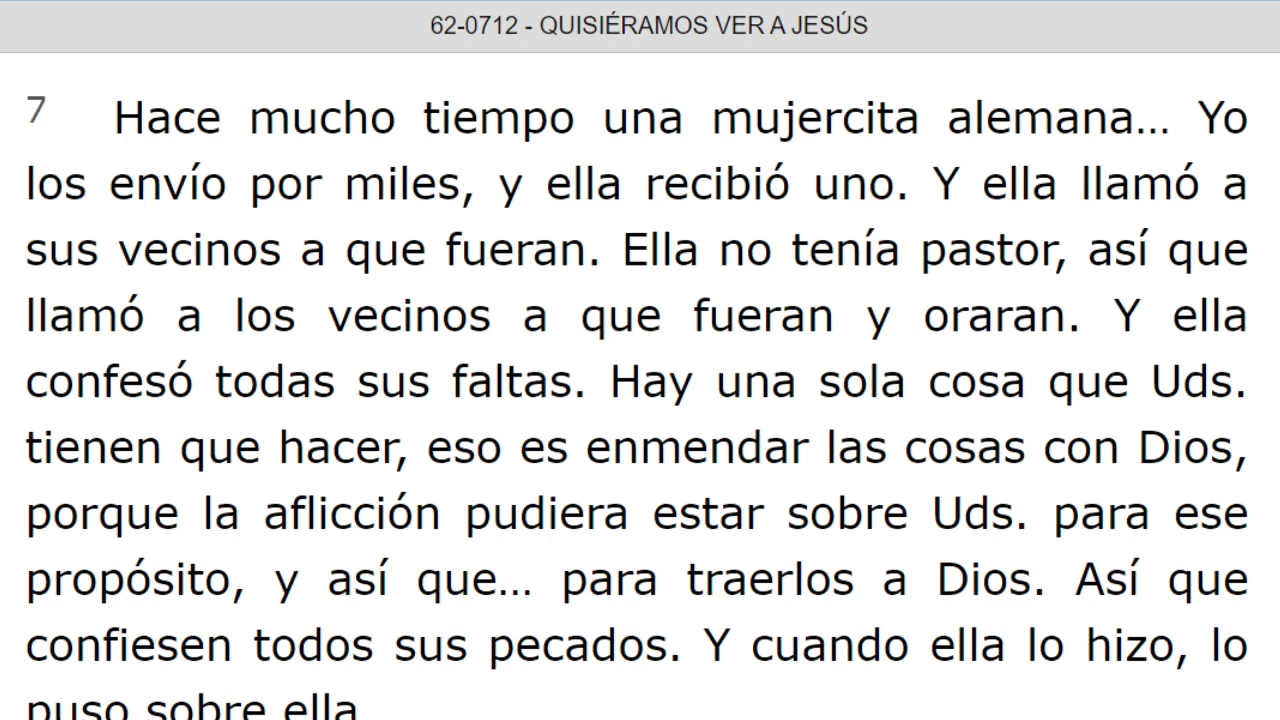 62-0712 - QUISIÉRAMOS VER A JESÚS
7 Hace mucho tiempo una mujercita alemana... Yo
los envío por miles, y ella recibió uno. Y ella llamó a
sus vecinos a que fueran. Ella no tenía pastor, así que
llamó a los vecinos a que fueran y oraran. Y ella
confesó todas sus faltas. Hay una sola cosa que Uds.
tienen que hacer, eso es enmendar las cosas con Dios,
porque la aflicción pudiera estar sobre Uds. para ese
propósito, y así que... para traerlos a Dios. Así que
confiesen todos sus pecados. Y cuando ella lo hizo, lo
puso sobre ella